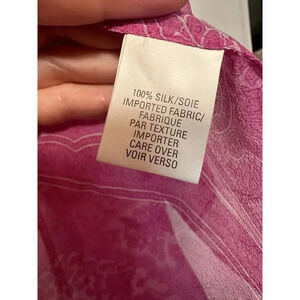 100% SILK/SOIE
IMPORTED FABRIC/
FABRIQUE
PAR TEXTURE
IMPORTER
CARE OVER
VOIR VERSO